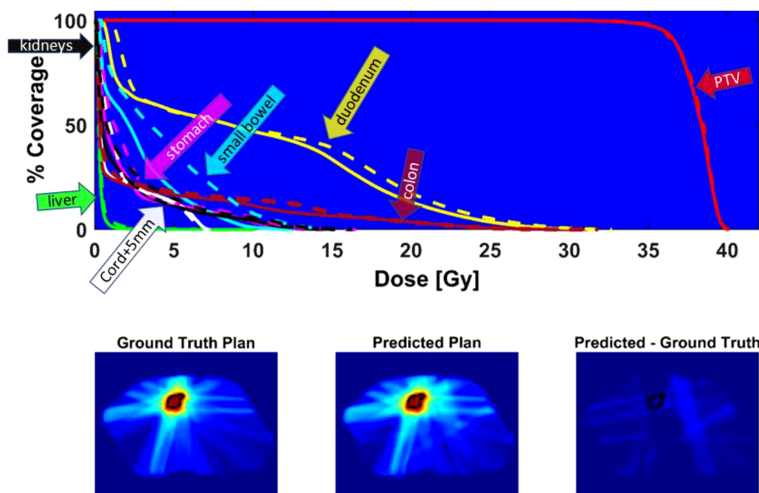 100
kidneys
PTV
duodenum
small bowel
stomach
50
% Coverage
colon
liver
0
Cord+5mm
0 5 10 15 20 25 30 35 40
Dose [Gy]
Ground Truth Plan Predicted Plan Predicted - Ground Truth